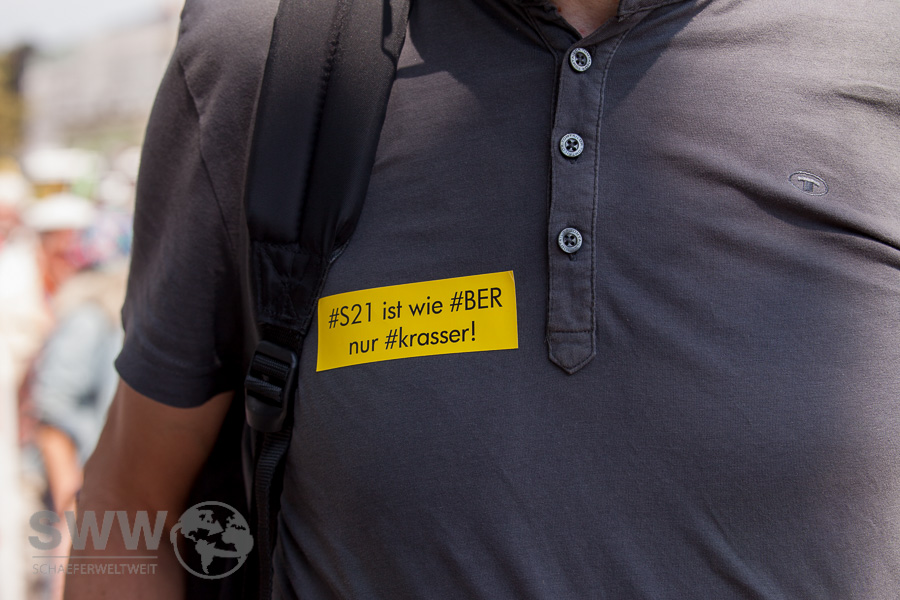 #S21 ist wie #BER
nur #krasser!
SWW
SCHAEFERWELTWEIT